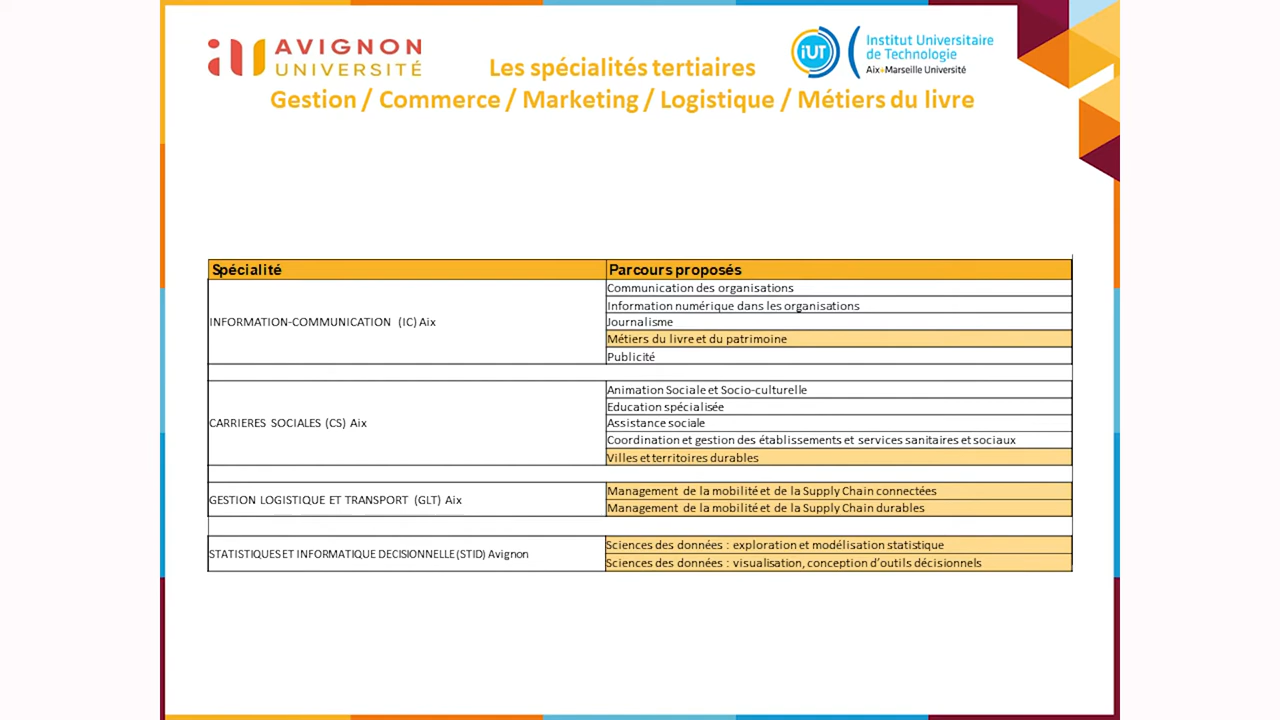 AVIGNON
UNIVERSITÉ
iUT
Institut Universitaire
de Technologie
Aix+Marseille Université
Les spécialités tertiaires
Gestion / Commerce / Marketing / Logistique / Métiers du livre
Spécialité
Parcours proposés
INFORMATION-COMMUNICATION (IC) Aix
Communication des organisations
Information numérique dans les organisations
Journalisme
Métiers du livre et du patrimoine
Publicité
CARRIERES SOCIALES (CS) Aix
Animation Sociale et Socio-culturelle
Education spécialisée
Assistance sociale
Coordination et gestion des établissements et services sanitaires et sociaux
Villes et territoires durables
GESTION LOGISTIQUE ET TRANSPORT (GLT) Aix
Management de la mobilité et de la Supply Chain connectées
Management de la mobilité et de la Supply Chain durables
STATISTIQUES ET INFORMATIQUE DECISIONNELLE (STID) Avignon
Sciences des données : exploration et modélisation statistique
Sciences des données : visualisation, conception d'outils décisionnels